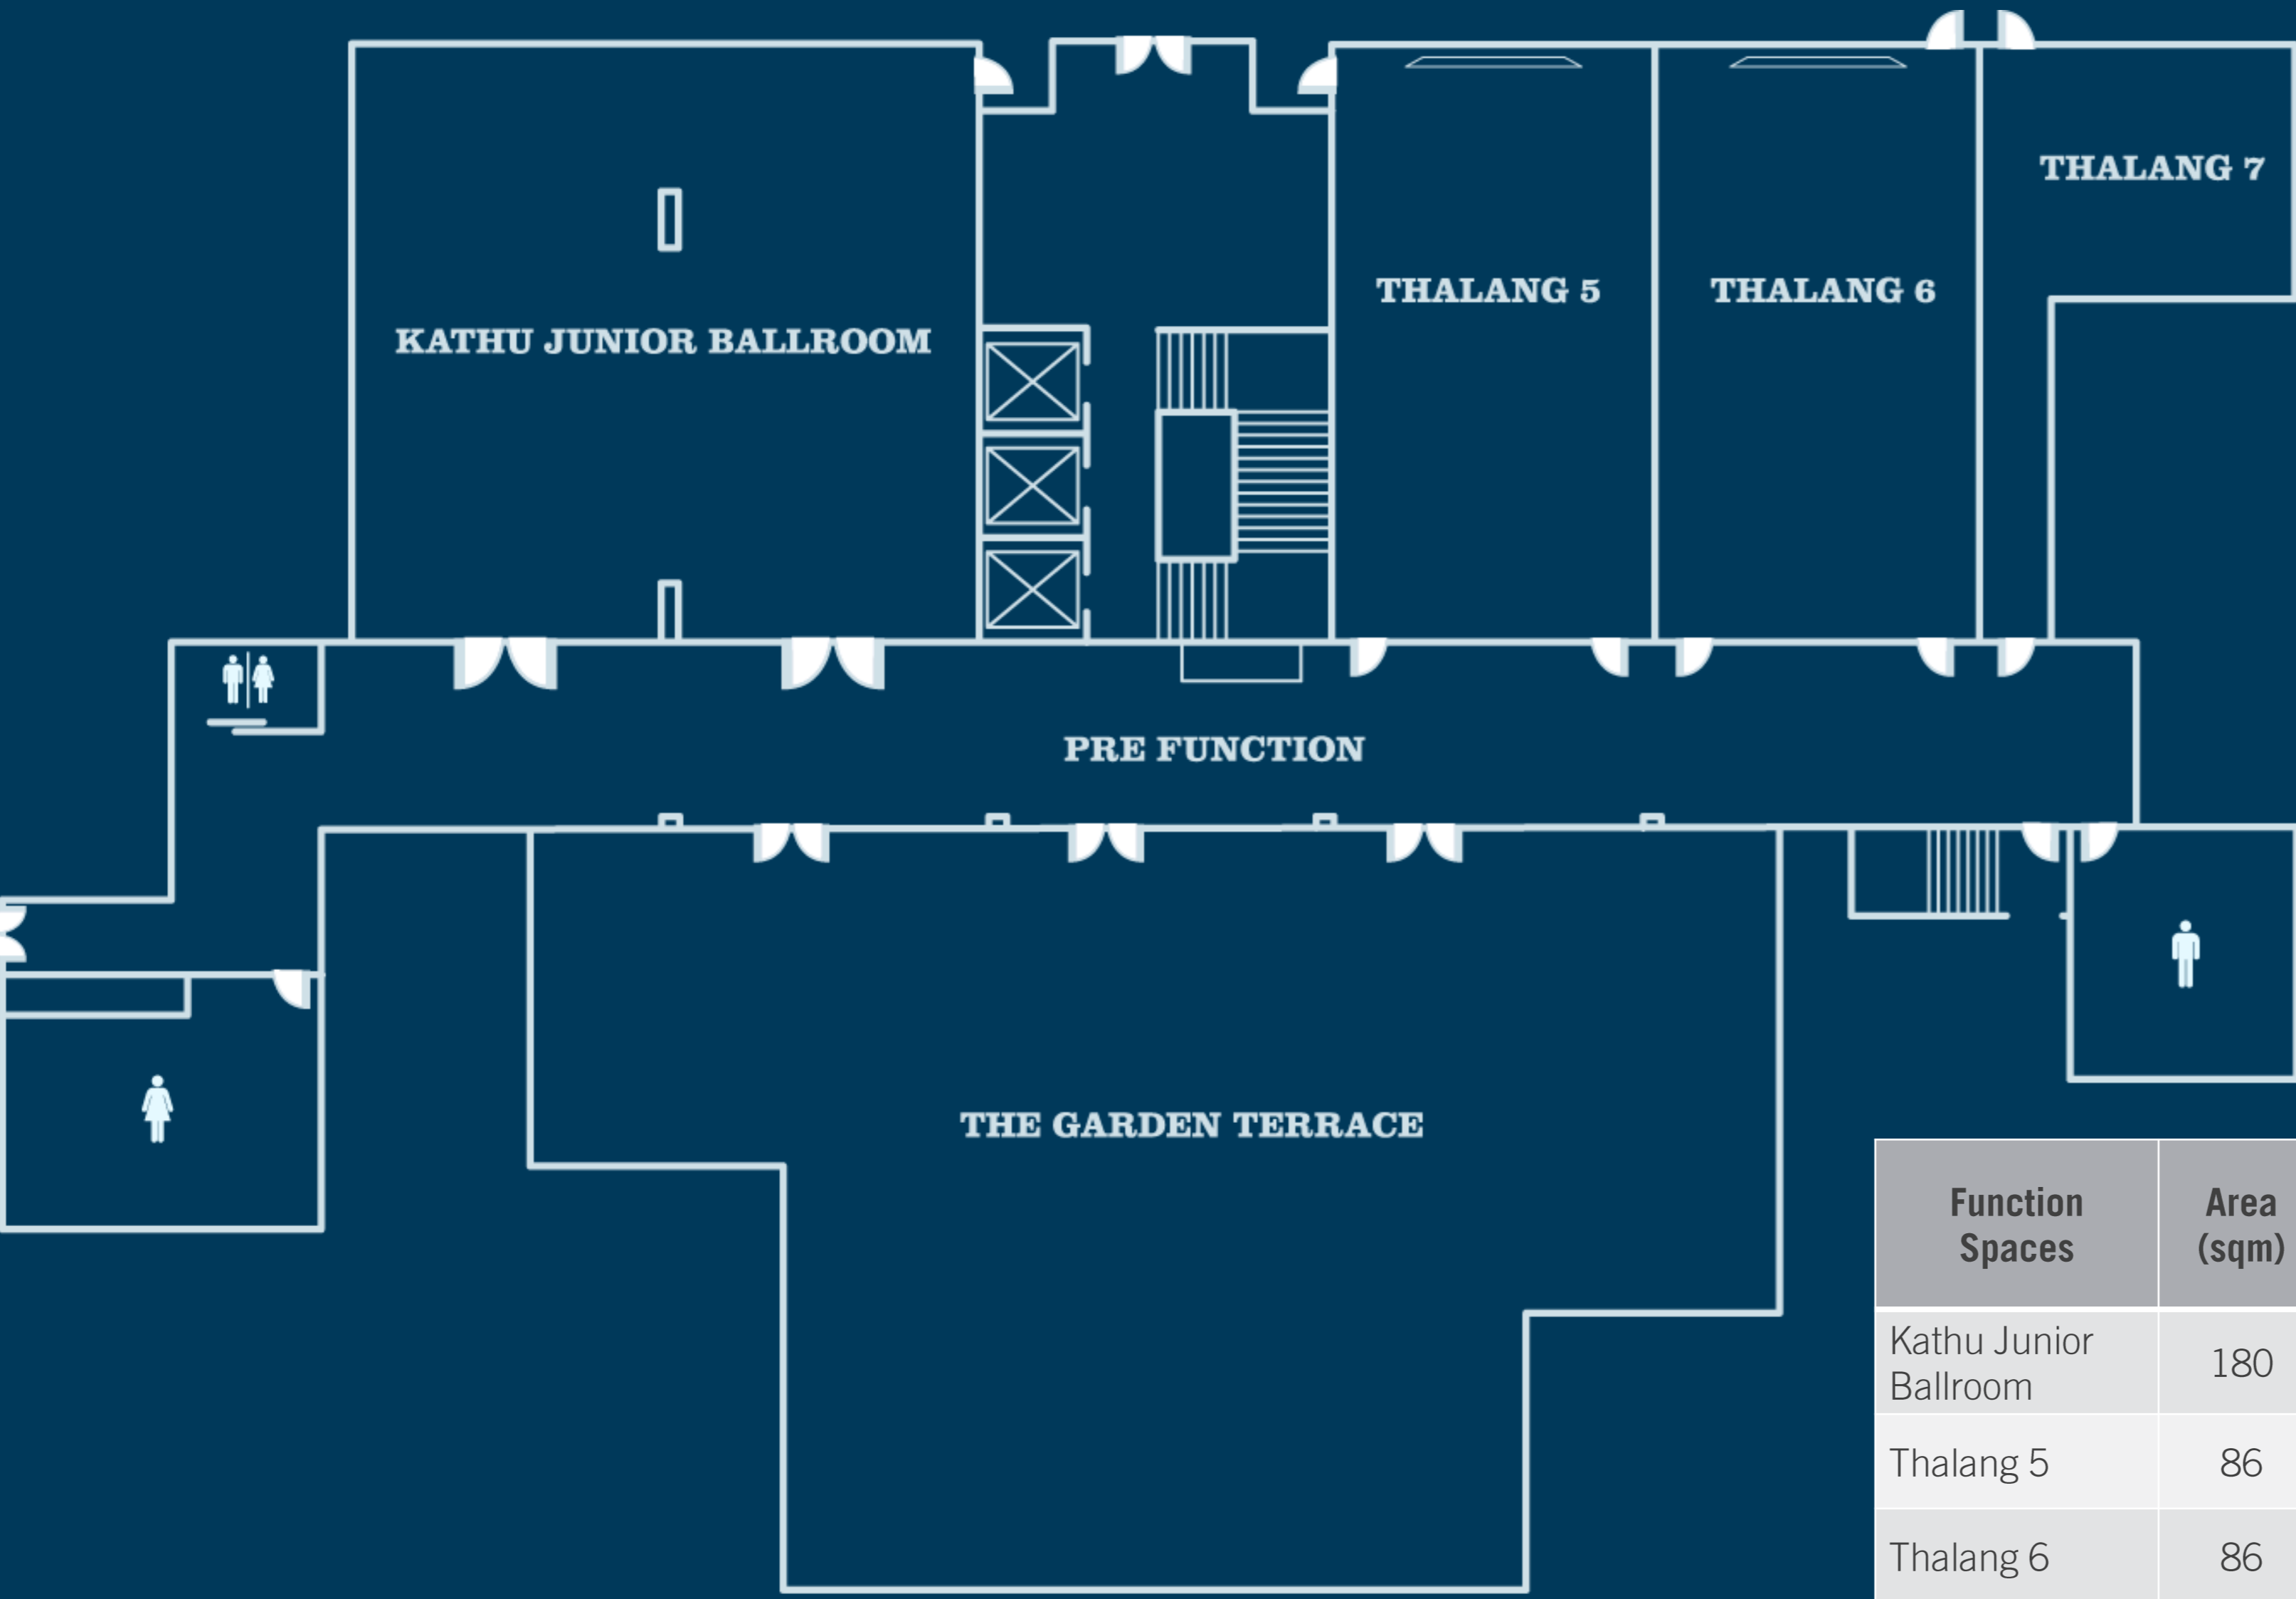 THALANG 7
THALANG 5
THALANG 6
KATHU JUNIOR BALLROOM
PRE FUNCTION
THE GARDEN TERRACE
Function Area
Spaces (sqm)
Kathu Junior
Ballroom 180
Thalang 5 86
Thalang 6 86